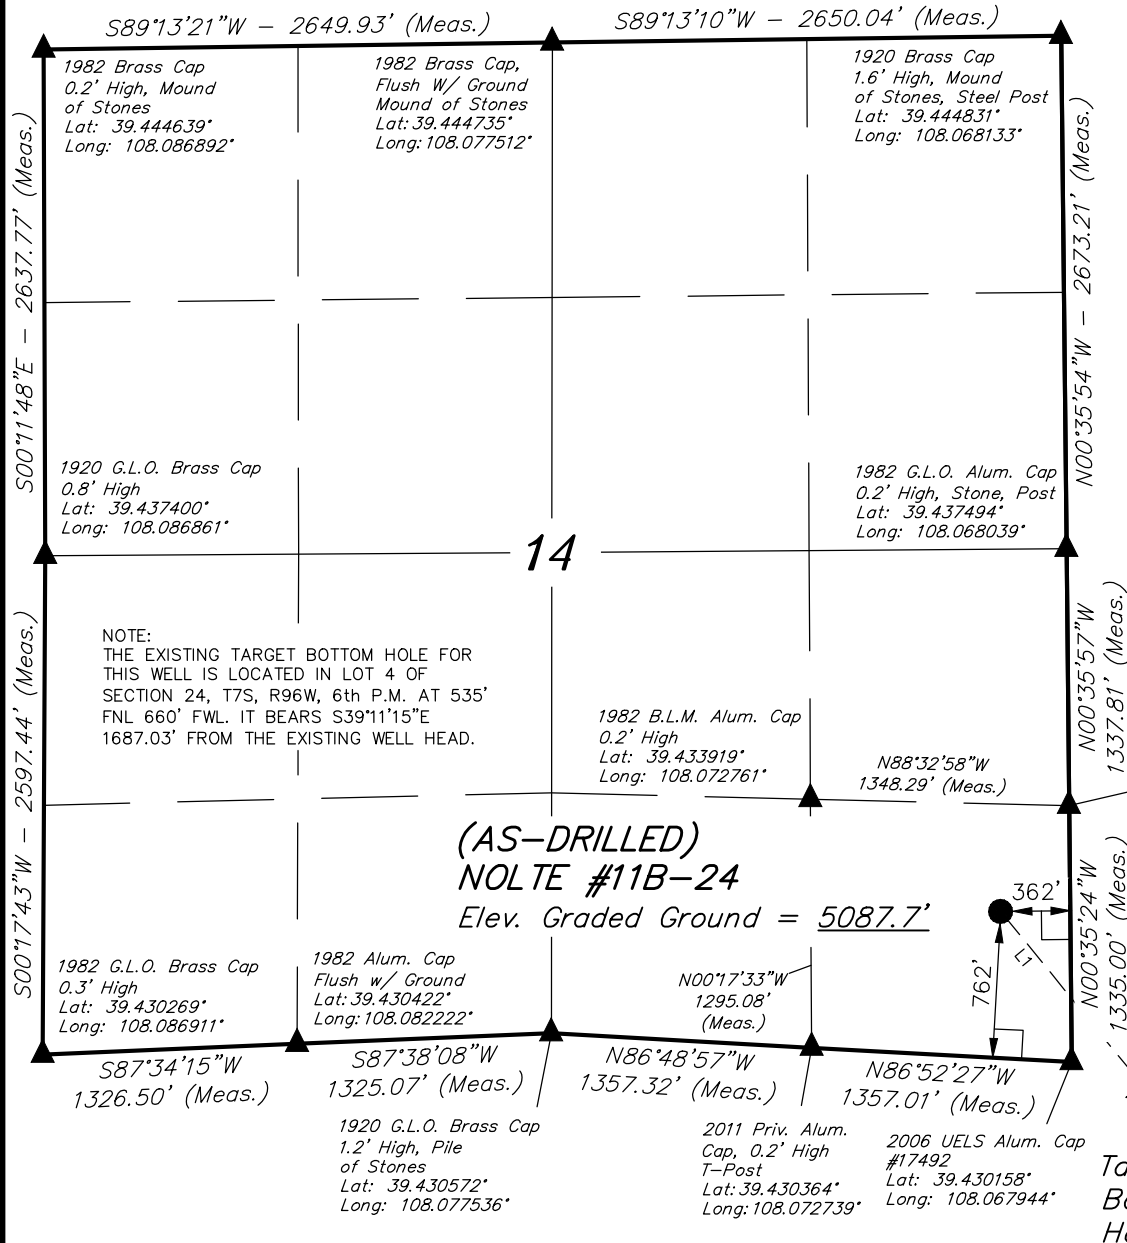 S89°13'21"W - 2649.93' (Meas.)
S89°13'10"W - 2650.04' (Meas.)
1982 Brass Cap
0.2' High, Mound
of Stones
Lat: 39.444639°
Long: 108.086892°
1982 Brass Cap,
Flush W/ Ground
Mound of Stones
Lat: 39.444735°
Long: 108.077512°
1920 Brass Cap
1.6' High, Mound
of Stones, Steel Post
Lat: 39.444831°
Long: 108.068133°
S00°11'48"E - 2637.77' (Meas.)
N00°35'54"W - 2673.21' (Meas.)
1920 G.L.O. Brass Cap
0.8' High
Lat: 39.437400°
Long: 108.086861°
1982 G.L.O. Alum. Cap
0.2' High, Stone, Post
Lat: 39.437494°
Long: 108.068039°
14
NOTE:
THE EXISTING TARGET BOTTOM HOLE FOR
THIS WELL IS LOCATED IN LOT 4 OF
SECTION 24, T7S, R96W, 6th P.M. AT 535'
FNL 660' FWL. IT BEARS S39°11'15"E
1687.03' FROM THE EXISTING WELL HEAD.
S00°17'43"W - 2597.44' (Meas.)
N00°35'57"W
1337.81' (Meas.)
1982 B.L.M. Alum. Cap
0.2' High
Lat: 39.433919°
Long: 108.072761°
N88°32'58"W
1348.29' (Meas.)
(AS-DRILLED)
NOLTE #11B-24
Elev. Graded Ground = 5087.7'
362'
762'
L1
N00°35'24"W
1335.00' (Meas.)
1982 G.L.O. Brass Cap
0.3' High
Lat: 39.430269°
Long: 108.086911°
1982 Alum. Cap
Flush w/ Ground
Lat: 39.430422°
Long: 108.082222°
N00°17'33"W
1295.08'
(Meas.)
S87°34'15"W
1326.50' (Meas.)
S87°38'08"W
1325.07' (Meas.)
N86°48'57"W
1357.32' (Meas.)
N86°52'27"W
1357.01' (Meas.)
1920 G.L.O. Brass Cap
1.2' High, Pile
of Stones
Lat: 39.430572°
Long: 108.077536°
2011 Priv. Alum.
Cap, 0.2' High
T-Post
Lat: 39.430364°
Long: 108.072739°
2006 UELS Alum. Cap
#17492
Lat: 39.430158°
Long: 108.067944°